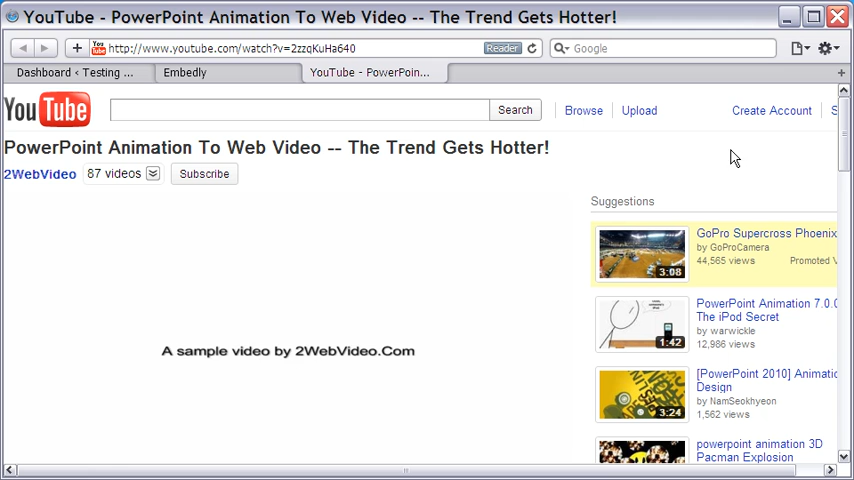 YouTube - PowerPoint Animation To Web Video -- The Trend Gets Hotter!
http://www.youtube.com/watch?v=2zzqKuHa640 Reader Google
Dashboard ‹ Testing ... Embedly YouTube - PowerPoin...
YouTube Search Browse Upload Create Account S
PowerPoint Animation To Web Video -- The Trend Gets Hotter!
2WebVideo 87 videos Subscribe
Suggestions
GoPro Supercross Phoenix
by GoProCamera
44,565 views Promoted V
3:08
PowerPoint Animation 7.0.0
The iPod Secret
by warwickle
12,986 views
1:42
A sample video by 2WebVideo.Com
[PowerPoint 2010] Animatic
Design
by NamSeokhyeon
1,562 views
3:24
powerpoint animation 3D
Pacman Explosion